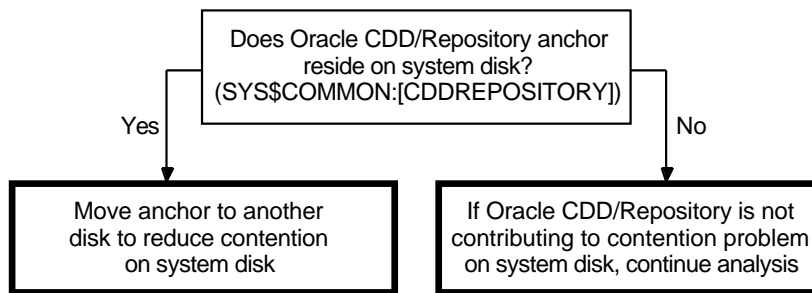 Does Oracle CDD/Repository anchor
reside on system disk?
(SYS$COMMON:[CDDREPOSITORY])
Yes
No
Move anchor to another
disk to reduce contention
on system disk
If Oracle CDD/Repository is not
contributing to contention problem
on system disk, continue analysis